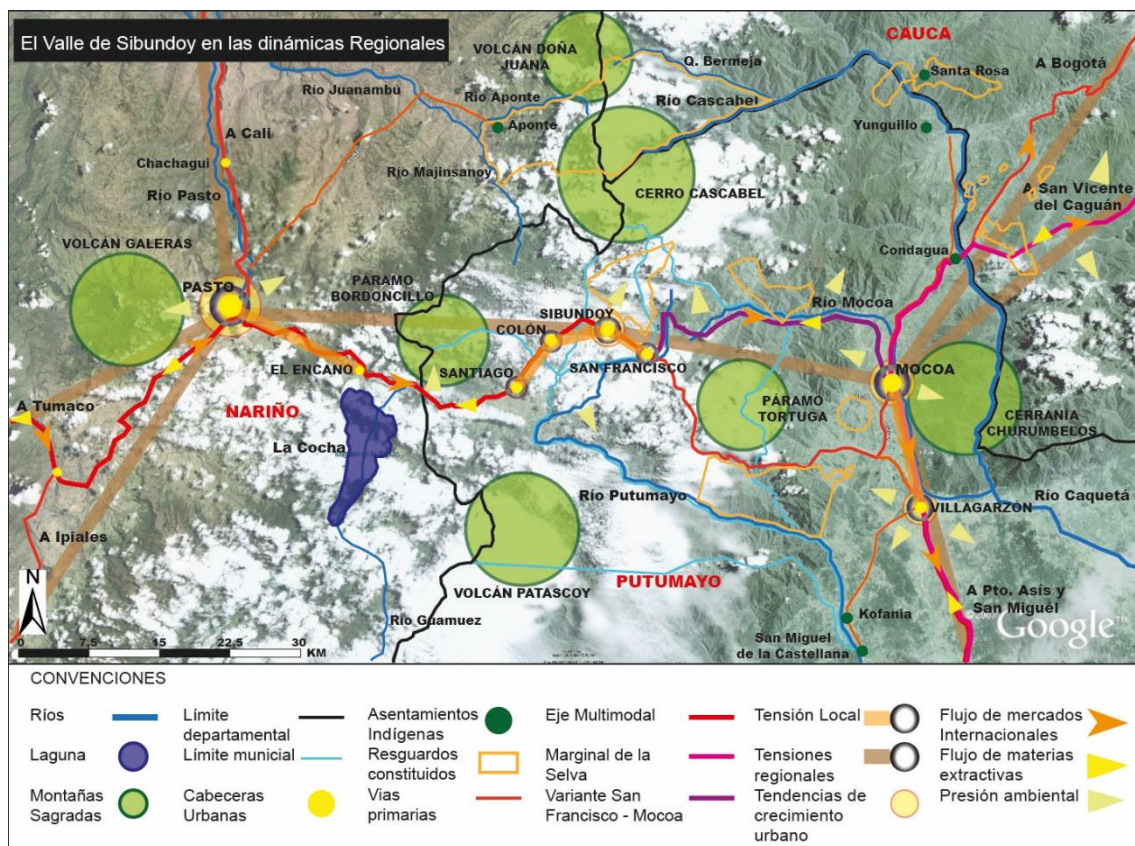 El Valle de Sibundoy en las dinámicas Regionales
VOLCÁN DOÑA
JUANA
CAUCA
Q. Bermeja
Santa Rosa
A Bogotá
Río Juanambú
Río Aponte
Río Cascabel
Aponte
Yunguillo
A Cali
Chachagui
Río Majinsanoy
Río Pasto
CERRO CASCABEL
A San Vicente
del Caguán
VOLCÁN GALERAS
Condagua
PASTO
PÁRAMO
BORDONCILLO
SIBUNDOY
COLÓN
Río Mocoa
SANTIAGO
SAN FRANCISCO
EL ENCANO
MOCOA
A Tumaco
NARIÑO
PÁRAMO
TORTUGA
CERRANIA
CHURUMBELOS
La Cocha
Río Putumayo
Río Caquetá
VILLAGARZÓN
A Ipiales
PUTUMAYO
VOLCÁN PATASCOY
A Pto. Asís y
San Miguél
N
Río Guamuez
Kofania
Google
San Miguel
de la Castellana
0 7,5 15 22,5 30
KM
CONVENCIONES
Ríos
Límite
departamental
Asentamientos
Indígenas
Eje Multimodal
Tensión Local
Flujo de mercados
Internacionales
Laguna
Límite municial
Resguardos
constituidos
Marginal de la
Selva
Tensiones
regionales
Flujo de materias
extractivas
Montañas
Sagradas
Cabeceras
Urbanas
Vias
primarias
Variante San
Francisco - Mocoa
Tendencias de
crecimiento
urbano
Presión ambiental